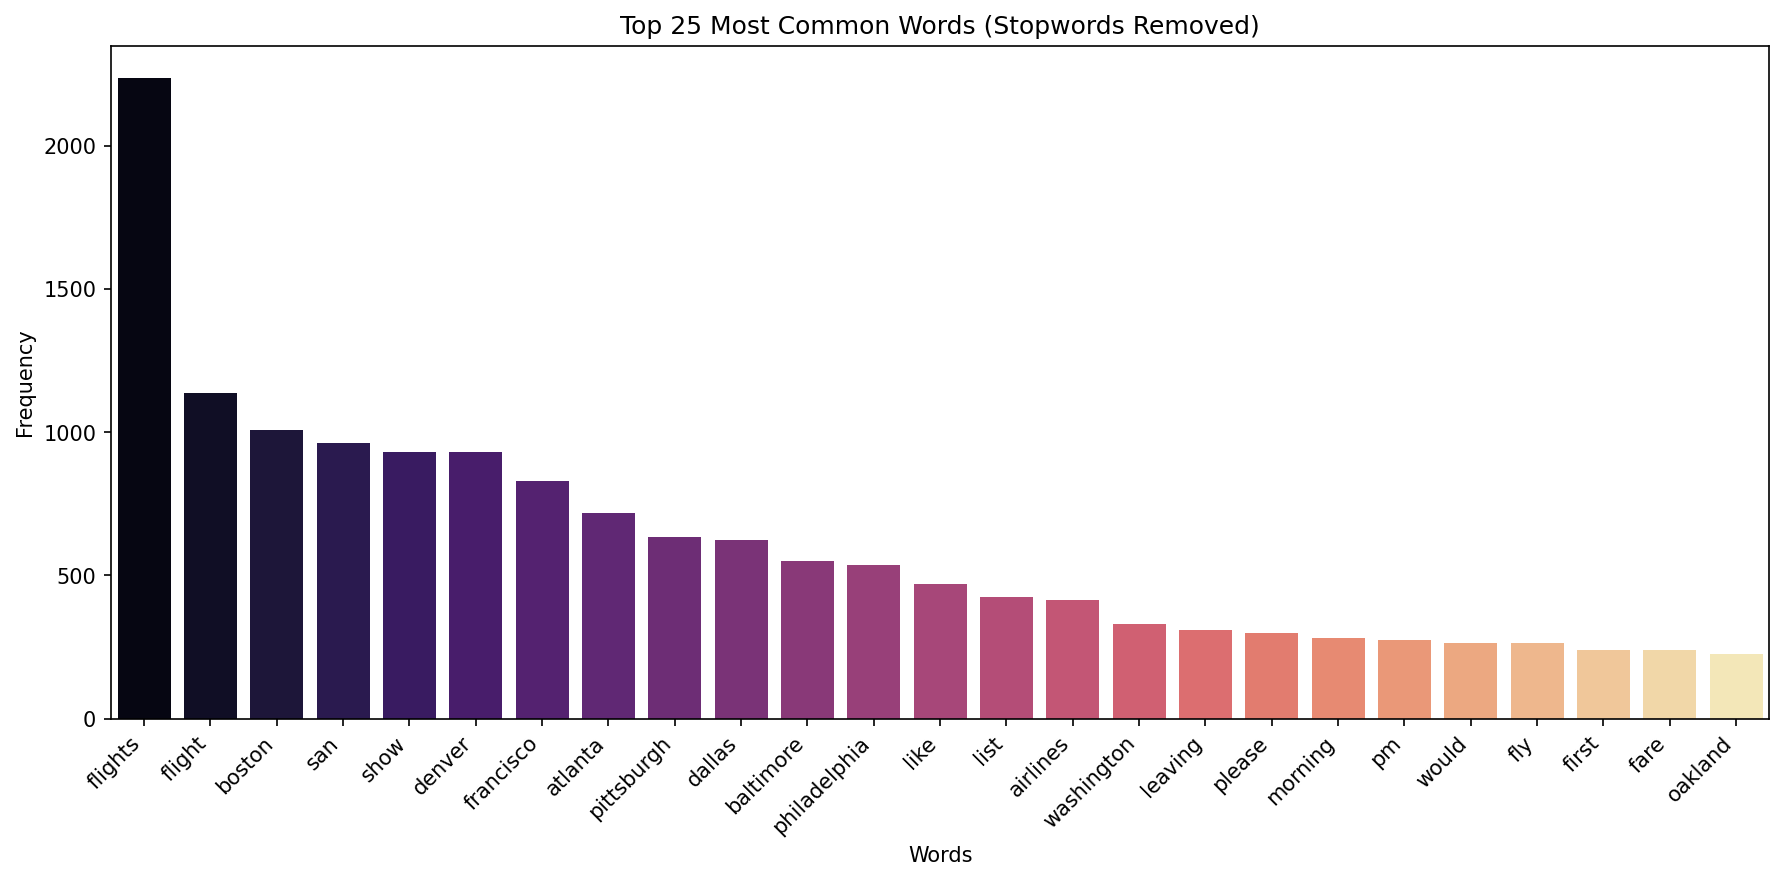 Top 25 Most Common Words (Stopwords Removed)
2000
1500
1000
500
0
Frequency
flights
flight
boston
san
show
denver
francisco
atlanta
pittsburgh
dallas
baltimore
philadelphia
like
list
airlines
washington
leaving
please
morning
pm
would
fly
first
fare
oakland
Words